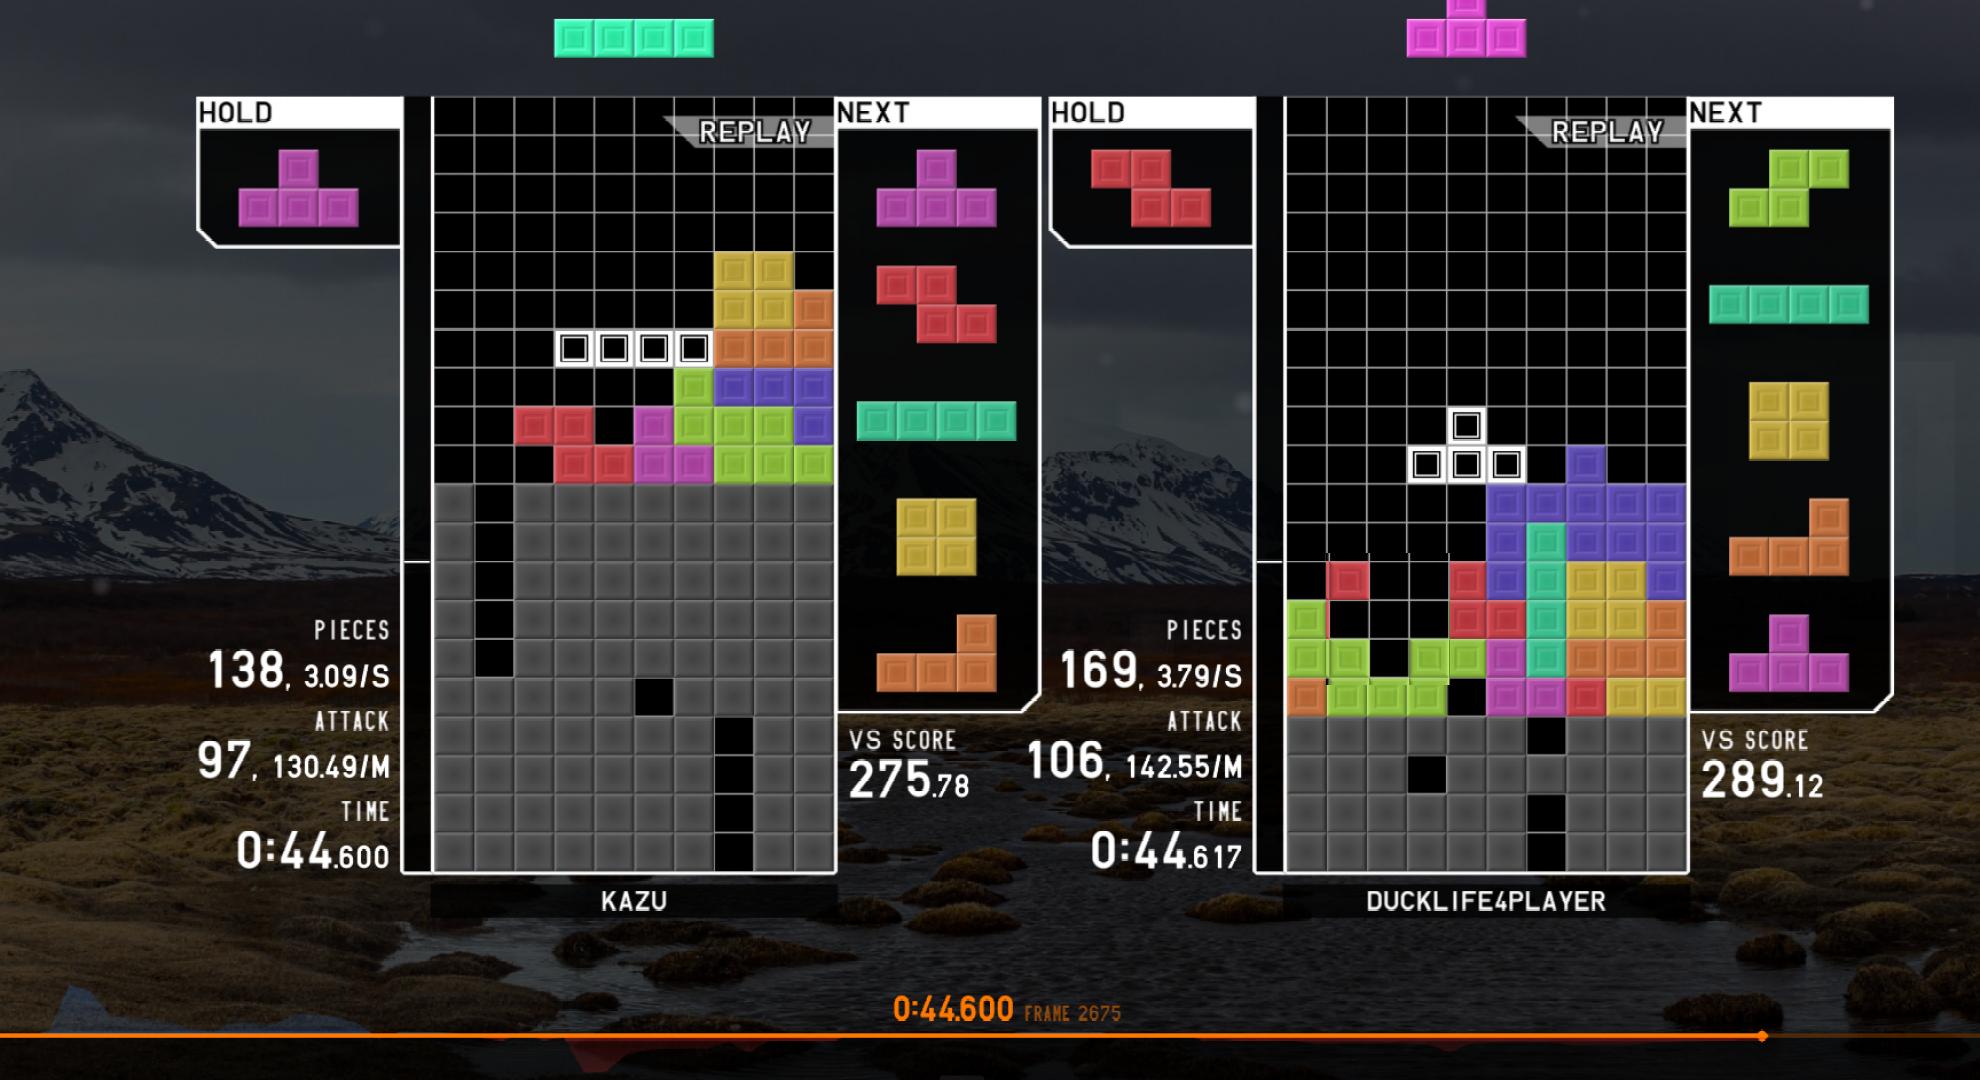 HOLD
REPLAY
NEXT
PIECES
138, 3.09/S
ATTACK
97, 130.49/M
TIME
0:44.600
VS SCORE
275.78
KAZU
HOLD
REPLAY
NEXT
PIECES
169, 3.79/S
ATTACK
106, 142.55/M
TIME
0:44.617
VS SCORE
289.12
DUCKLIFE4PLAYER
0:44.600 FRAME 2675